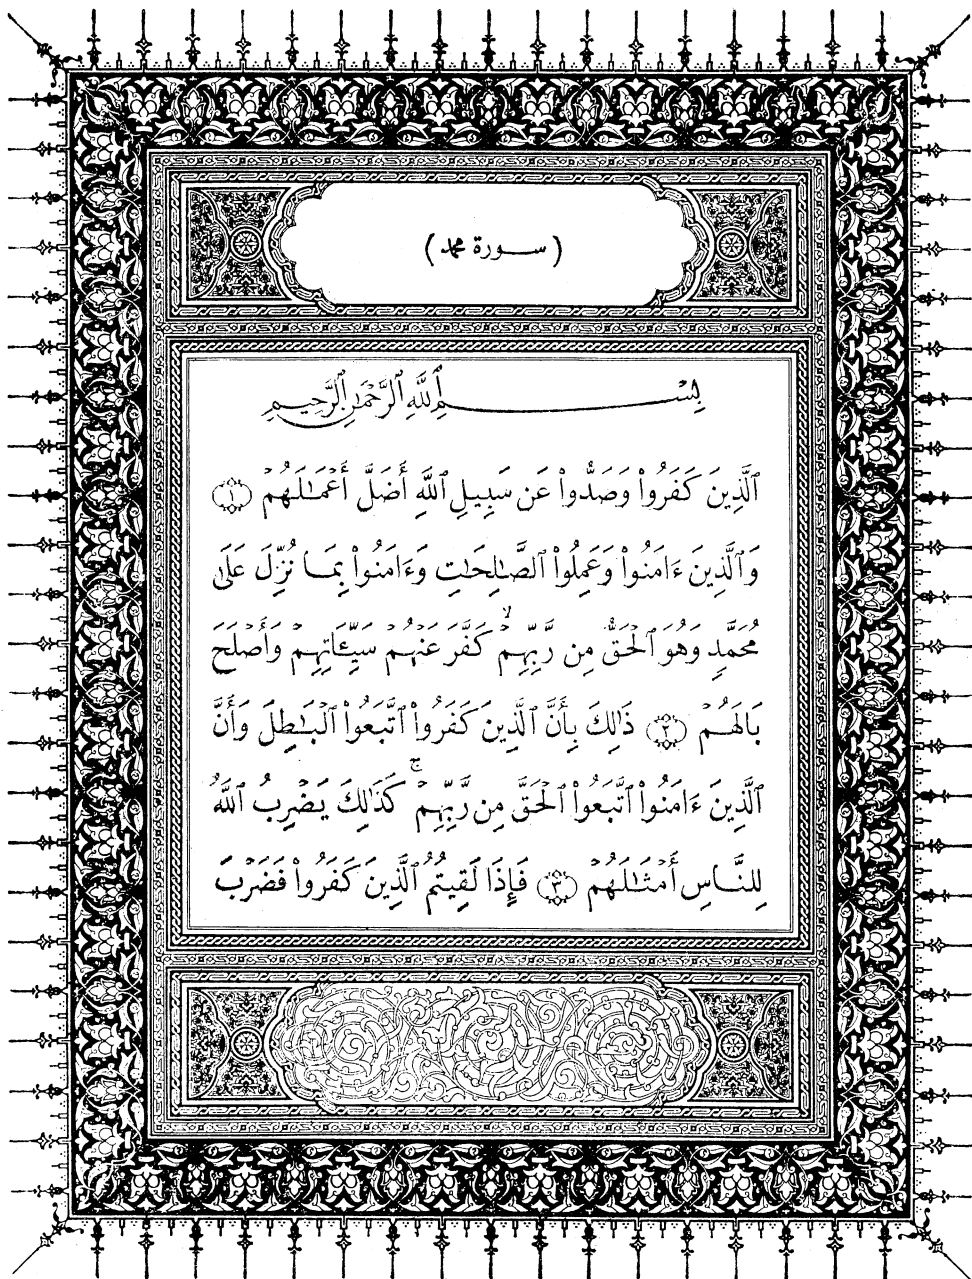 ( سـورة محمد )
بِسْمِ ٱللَّهِ ٱلرَّحْمَٰنِ ٱلرَّحِيمِ
ٱلَّذِينَ كَفَرُوا۟ وَصَدُّوا۟ عَن سَبِيلِ ٱللَّهِ أَضَلَّ أَعْمَٰلَهُمْ ١
وَٱلَّذِينَ ءَامَنُوا۟ وَعَمِلُوا۟ ٱلصَّٰلِحَٰتِ وَءَامَنُوا۟ بِمَا نُزِّلَ عَلَىٰ
مُحَمَّدٍ وَهُوَ ٱلْحَقُّ مِن رَّبِّهِمْ ۙ كَفَّرَ عَنْهُمْ سَيِّـَٔاتِهِمْ وَأَصْلَحَ
بَالَهُمْ ٢ ذَٰلِكَ بِأَنَّ ٱلَّذِينَ كَفَرُوا۟ ٱتَّبَعُوا۟ ٱلْبَٰطِلَ وَأَنَّ
ٱلَّذِينَ ءَامَنُوا۟ ٱتَّبَعُوا۟ ٱلْحَقَّ مِن رَّبِّهِمْ ۚ كَذَٰلِكَ يَضْرِبُ ٱللَّهُ
لِلنَّاسِ أَمْثَٰلَهُمْ ٣ فَإِذَا لَقِيتُمُ ٱلَّذِينَ كَفَرُوا۟ فَضَرْبَ